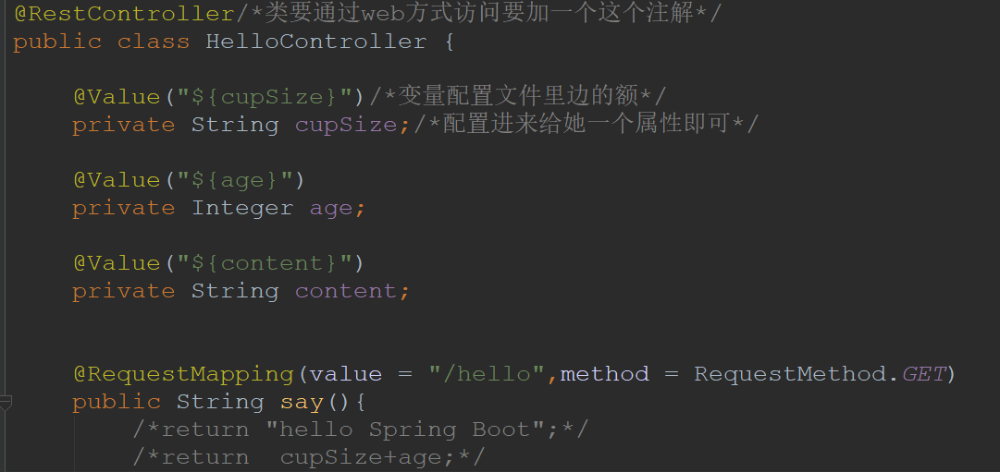 @RestController/*类要通过web方式访问要加一个这个注解*/
public class HelloController {
@Value("${cupSize}")/*变量配置文件里边的额*/
private String cupSize;/*配置进来给她一个属性即可*/
@Value("${age}")
private Integer age;
@Value("${content}")
private String content;
@RequestMapping(value = "/hello",method = RequestMethod.GET)
public String say(){
/*return "hello Spring Boot";*/
/*return  cupSize+age;*/